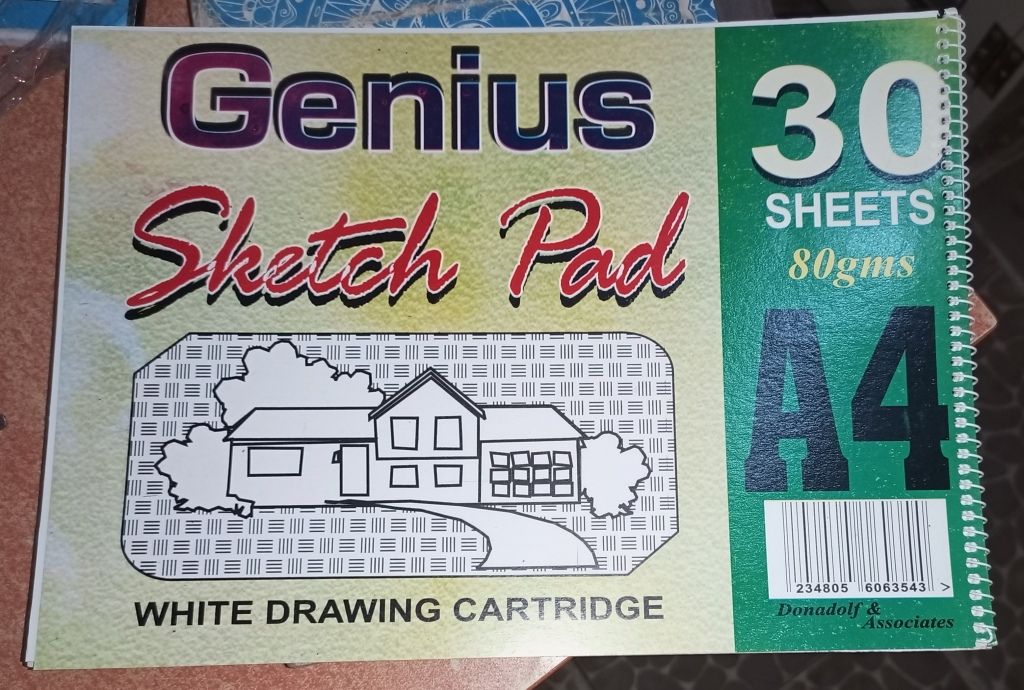 Genius
Sketch Pad
WHITE DRAWING CARTRIDGE
30
SHEETS
80gms
A4
234805 6063543 >
Donadolf &
Associates